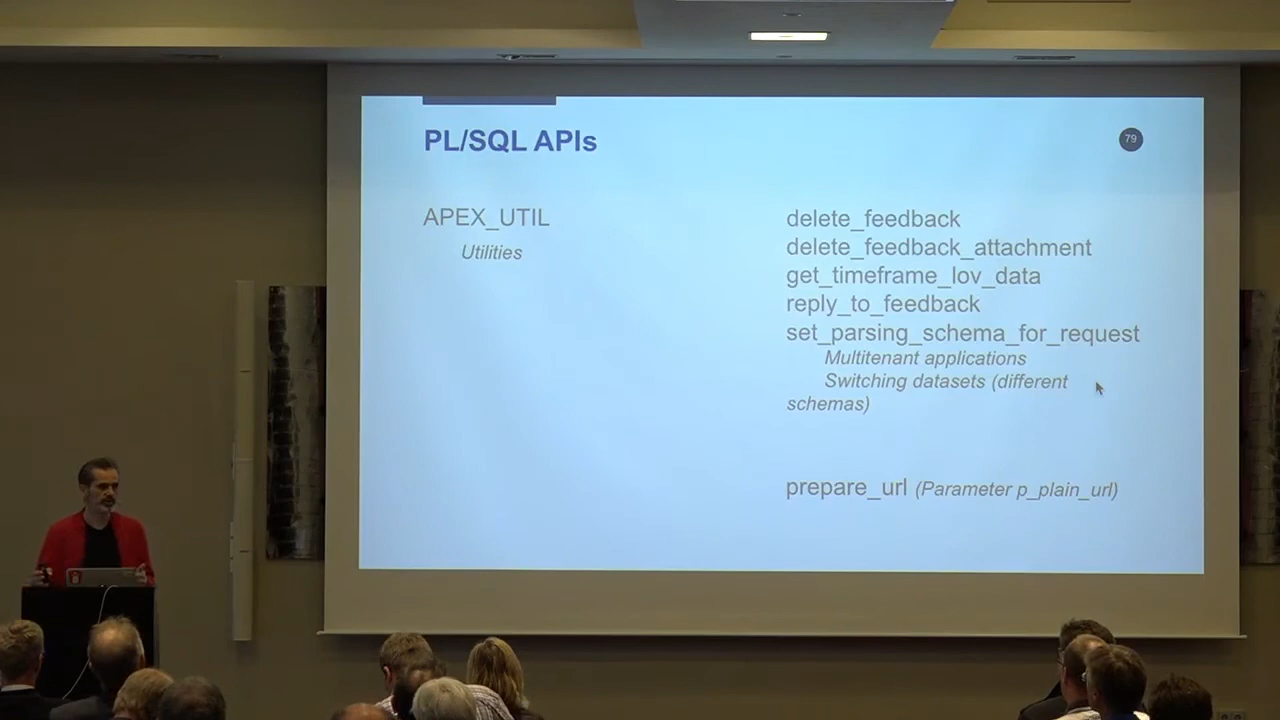 PL/SQL APIs
79
APEX_UTIL
Utilities
delete_feedback
delete_feedback_attachment
get_timeframe_lov_data
reply_to_feedback
set_parsing_schema_for_request
Multitenant applications
Switching datasets (different
schemas)
prepare_url (Parameter p_plain_url)